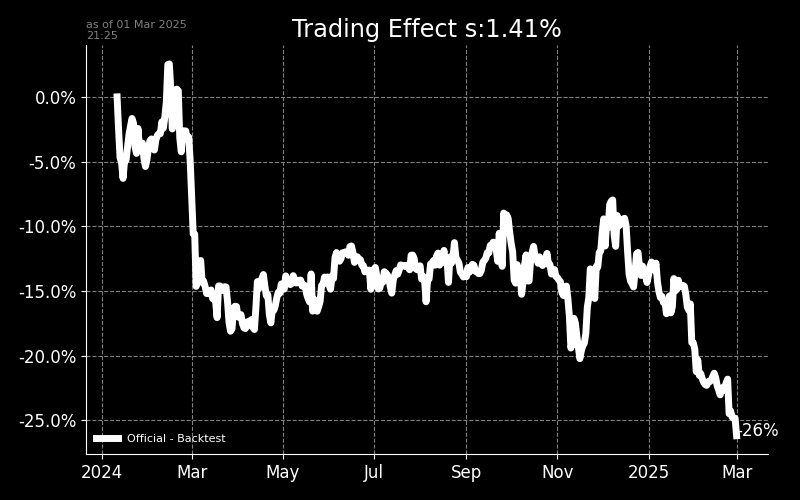 as of 01 Mar 2025
21:25
Trading Effect s:1.41%
0.0%
-5.0%
-10.0%
-15.0%
-20.0%
-25.0%
-26%
Official - Backtest
2024 Mar May Jul Sep Nov 2025 Mar